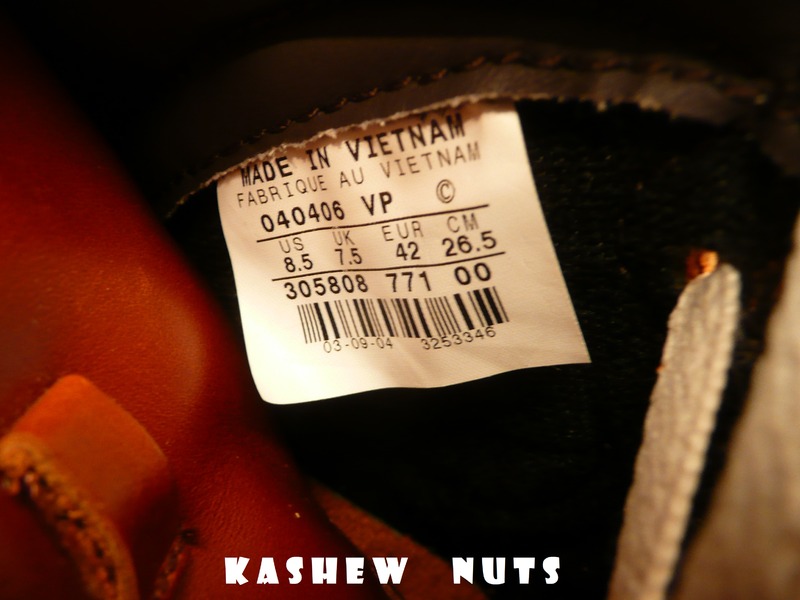 MADE IN VIETNAM
FABRIQUE AU VIETNAM
040406 VP ©
US UK EUR CM
8.5 7.5 42 26.5
305808 771 00
03-09-04 3253346
KASHEW NUTS